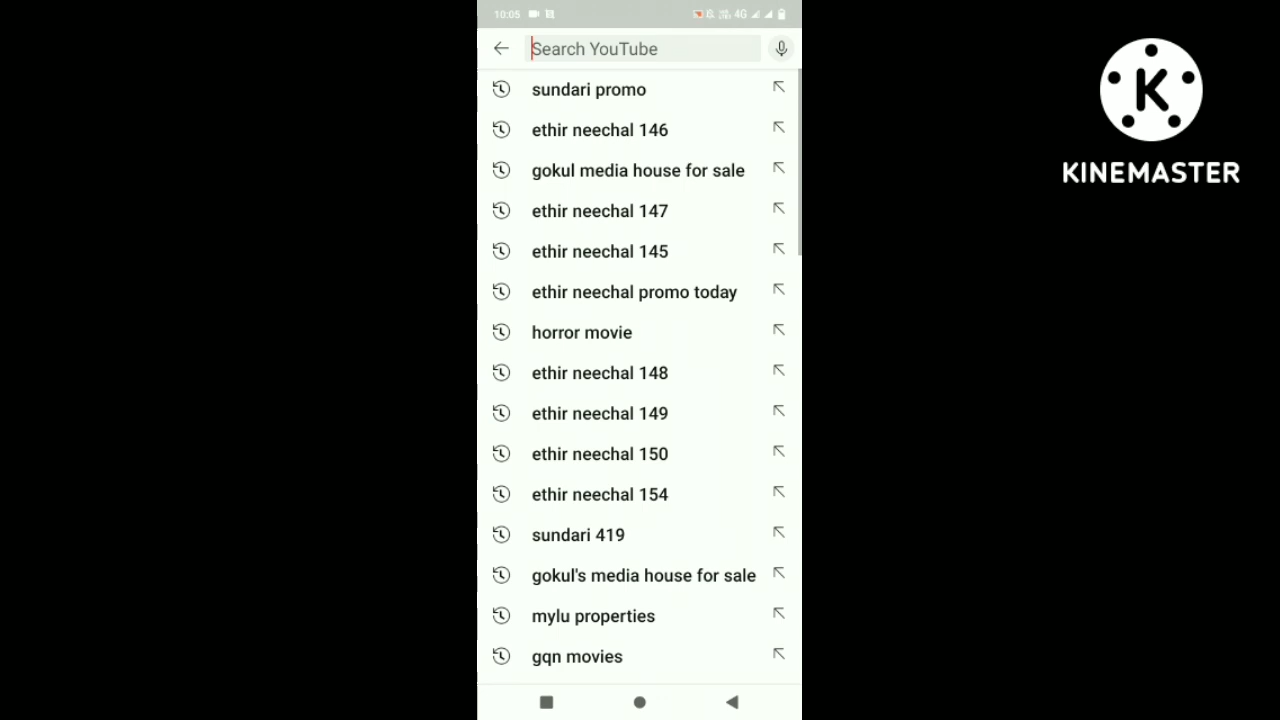 10:05 4G
Search YouTube
sundari promo
ethir neechal 146
gokul media house for sale
ethir neechal 147
ethir neechal 145
ethir neechal promo today
horror movie
ethir neechal 148
ethir neechal 149
ethir neechal 150
ethir neechal 154
sundari 419
gokul's media house for sale
mylu properties
gqn movies
K
KINEMASTER